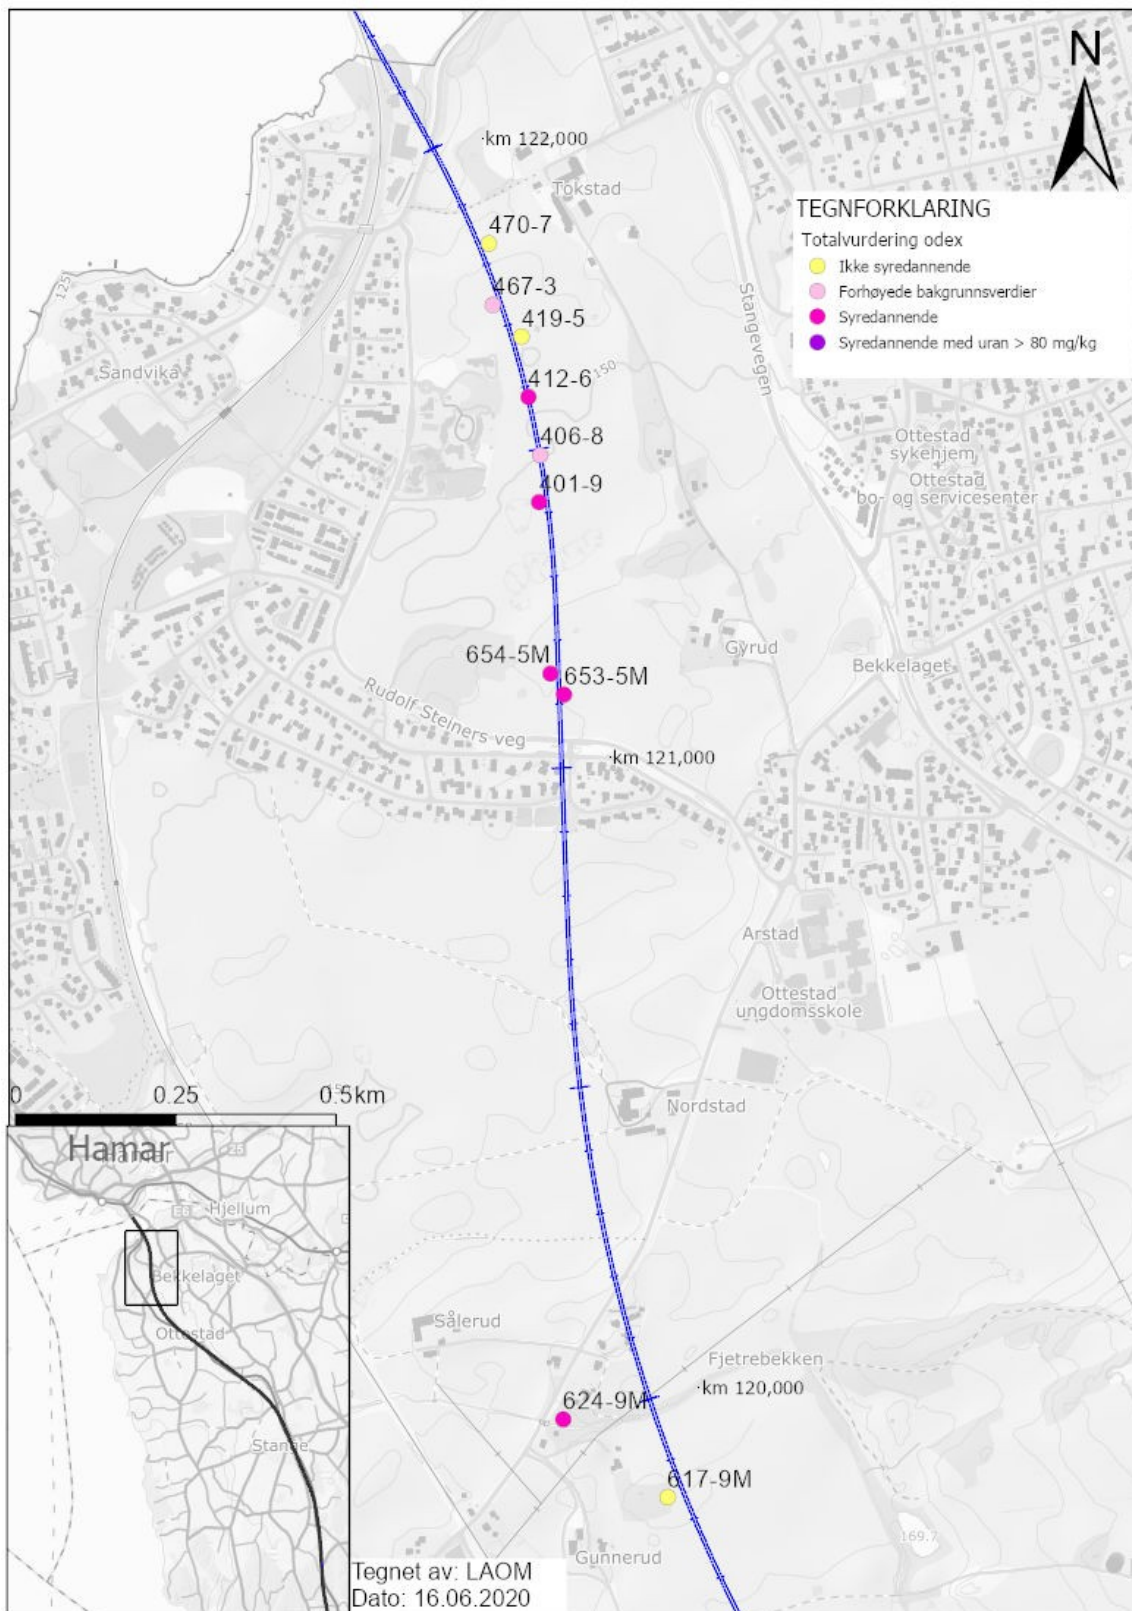 N
·km 122,000
Tokstad
TEGNFORKLARING
Totalvurdering odex
Ikke syredannende
Forhøyede bakgrunnsverdier
Syredannende
Syredannende med uran > 80 mg/kg
470-7
467-3
419-5
125
Stangevegen
Sandvika
412-6
150
406-8
401-9
Ottestad
sykehjem
Ottestad
bo- og servicesenter
654-5M
653-5M
Gyrud
Bekkelaget
Rudolf Steiners veg
·km 121,000
Arstad
Ottestad
ungdomsskole
0
0.25
0.5km
Nordstad
Hamar
Hamar
25
E6
Hjellum
Bekkelaget
Ottestad
Stange
Sålerud
Fjetrebekken
·km 120,000
624-9M
617-9M
169.7
Gunnerud
Tegnet av: LAOM
Dato: 16.06.2020